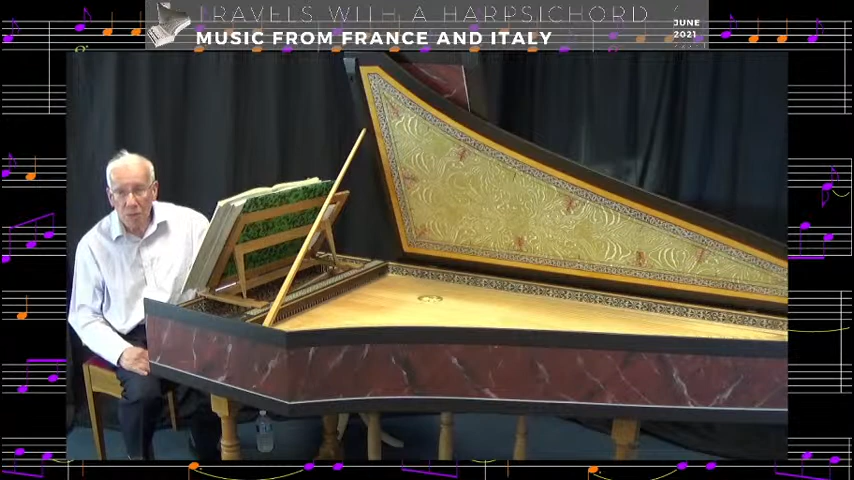 TRAVELS WITH A HARPSICHORD
MUSIC FROM FRANCE AND ITALY
JUNE
2021